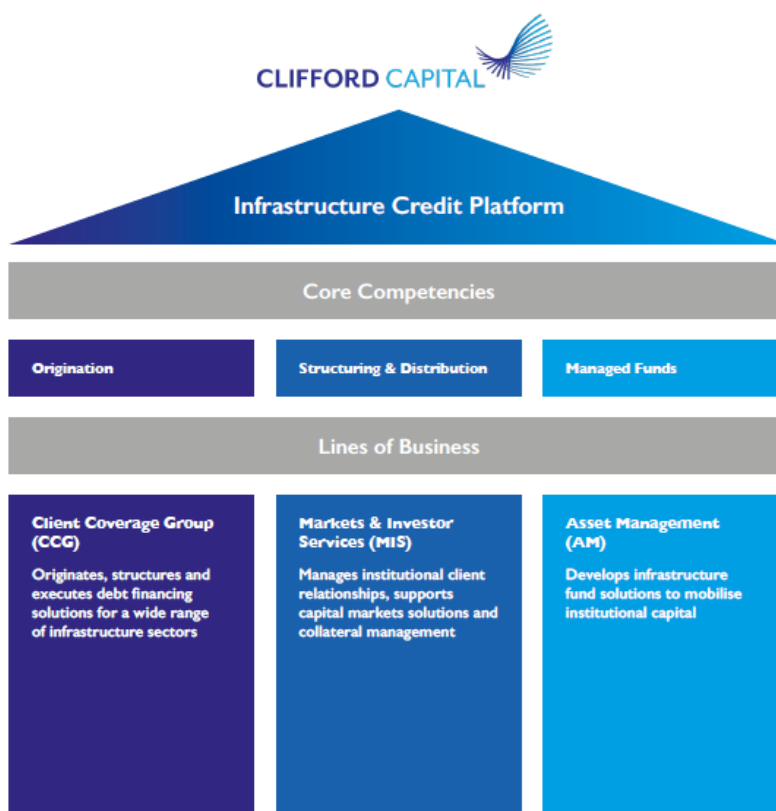 CLIFFORD CAPITAL
Infrastructure Credit Platform
Core Competencies
Origination
Structuring & Distribution
Managed Funds
Lines of Business
Client Coverage Group
(CCG)
Originates, structures and
executes debt financing
solutions for a wide range
of infrastructure sectors
Markets & Investor
Services (MIS)
Manages institutional client
relationships, supports
capital markets solutions and
collateral management
Asset Management
(AM)
Develops infrastructure
fund solutions to mobilise
institutional capital